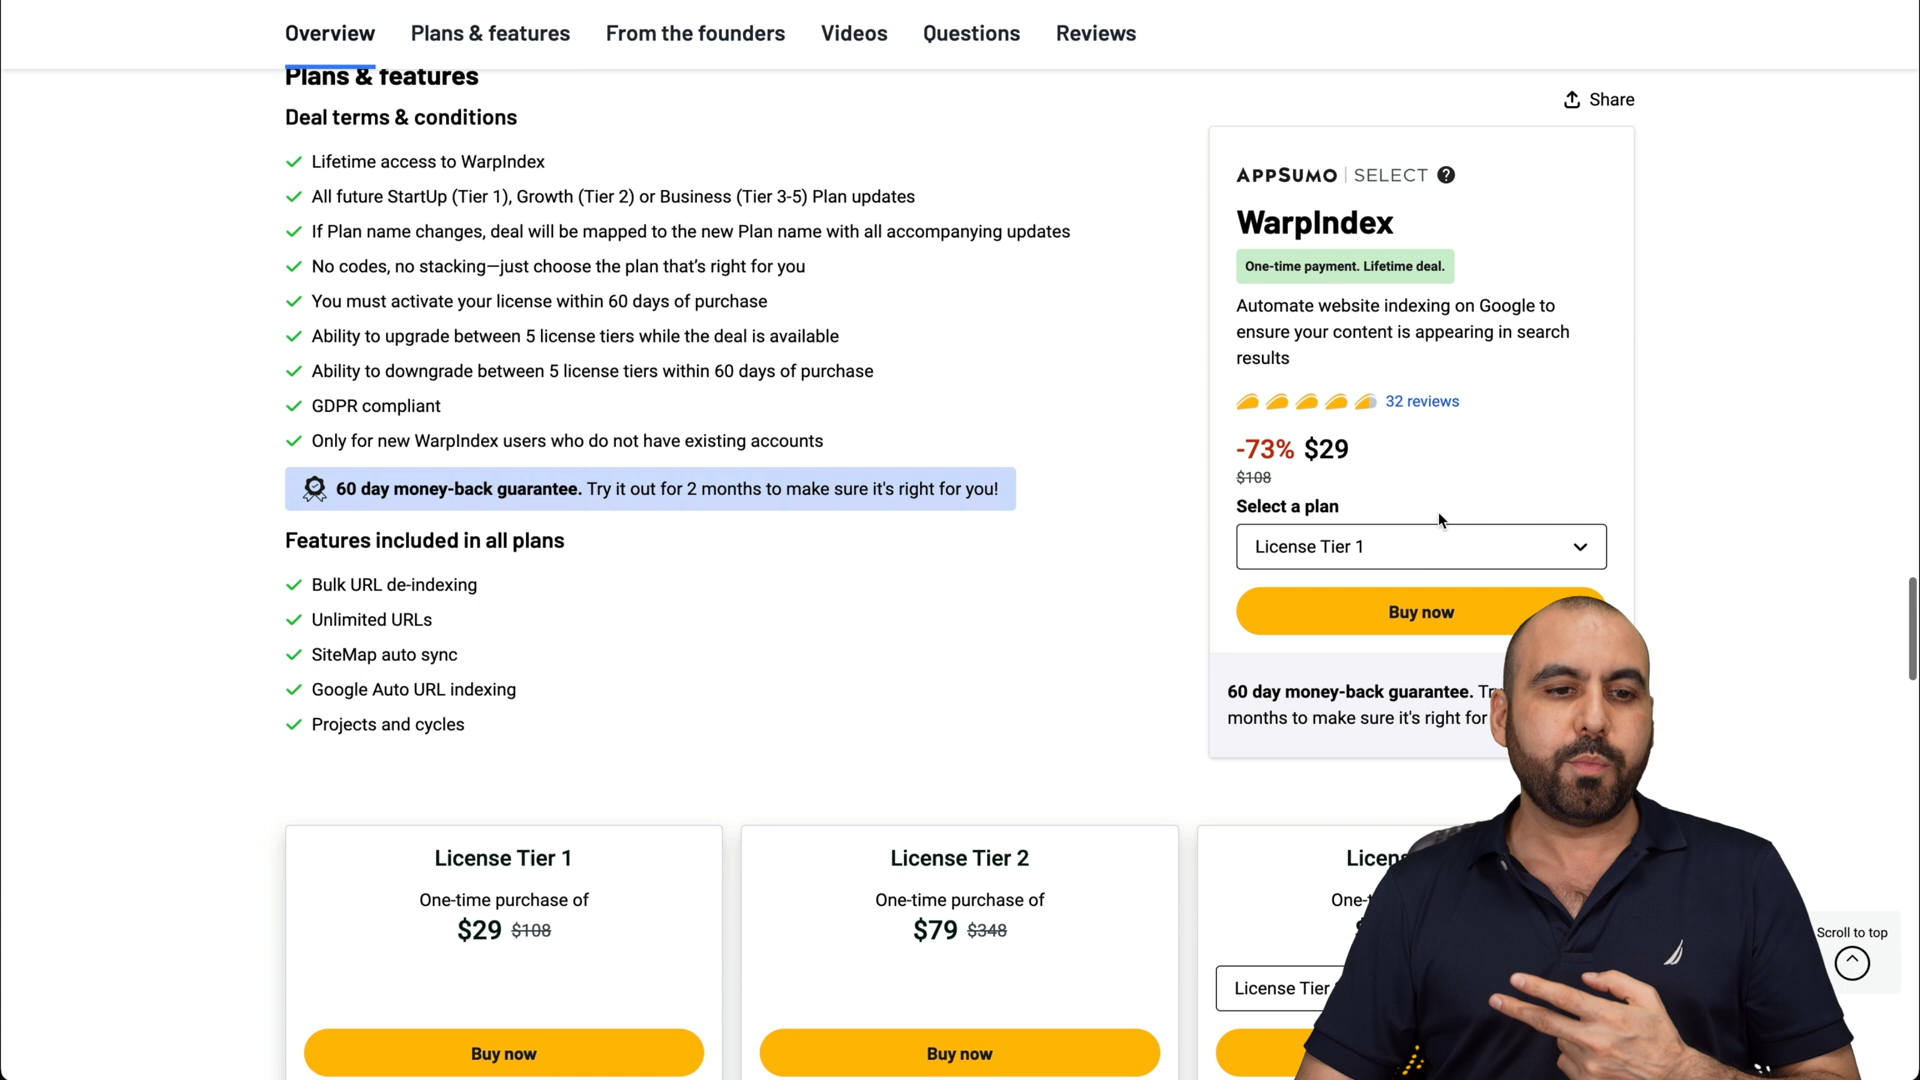 Overview Plans & features From the founders Videos Questions Reviews
Plans & features
Deal terms & conditions
Lifetime access to WarpIndex
All future StartUp (Tier 1), Growth (Tier 2) or Business (Tier 3-5) Plan updates
If Plan name changes, deal will be mapped to the new Plan name with all accompanying updates
No codes, no stacking—just choose the plan that's right for you
You must activate your license within 60 days of purchase
Ability to upgrade between 5 license tiers while the deal is available
Ability to downgrade between 5 license tiers within 60 days of purchase
GDPR compliant
Only for new WarpIndex users who do not have existing accounts
60 day money-back guarantee. Try it out for 2 months to make sure it's right for you!
Features included in all plans
Bulk URL de-indexing
Unlimited URLs
SiteMap auto sync
Google Auto URL indexing
Projects and cycles
Share
APPSUMO | SELECT ?
WarpIndex
One-time payment. Lifetime deal.
Automate website indexing on Google to
ensure your content is appearing in search
results
32 reviews
-73% $29
$108
Select a plan
License Tier 1
Buy now
60 day money-back guarantee.
months to make sure it's right for
License Tier 1
One-time purchase of
$29 $108
Buy now
License Tier 2
One-time purchase of
$79 $348
Buy now
License Tier
Scroll to top